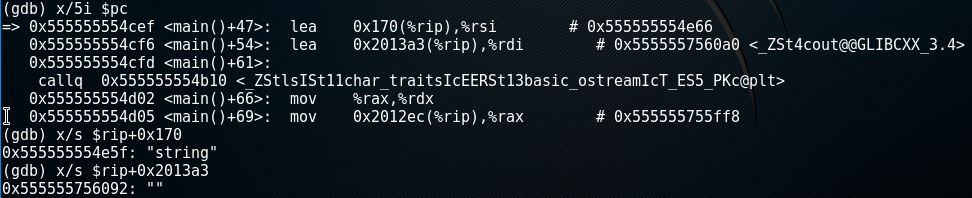 (gdb) x/5i $pc
=> 0x555555554cef <main()+47>: lea 0x170(%rip),%rsi # 0x555555554e66
0x555555554cf6 <main()+54>: lea 0x2013a3(%rip),%rdi # 0x5555557560a0 <_ZSt4cout@@GLIBCXX_3.4>
0x555555554cfd <main()+61>:
callq 0x555555554b10 <_ZStlsISt11char_traitsIcEERSt13basic_ostreamIcT_ES5_PKc@plt>
0x555555554d02 <main()+66>: mov %rax,%rdx
0x555555554d05 <main()+69>: mov 0x2012ec(%rip),%rax # 0x555555755ff8
(gdb) x/s $rip+0x170
0x555555554e5f: "string"
(gdb) x/s $rip+0x2013a3
0x555555756092: ""